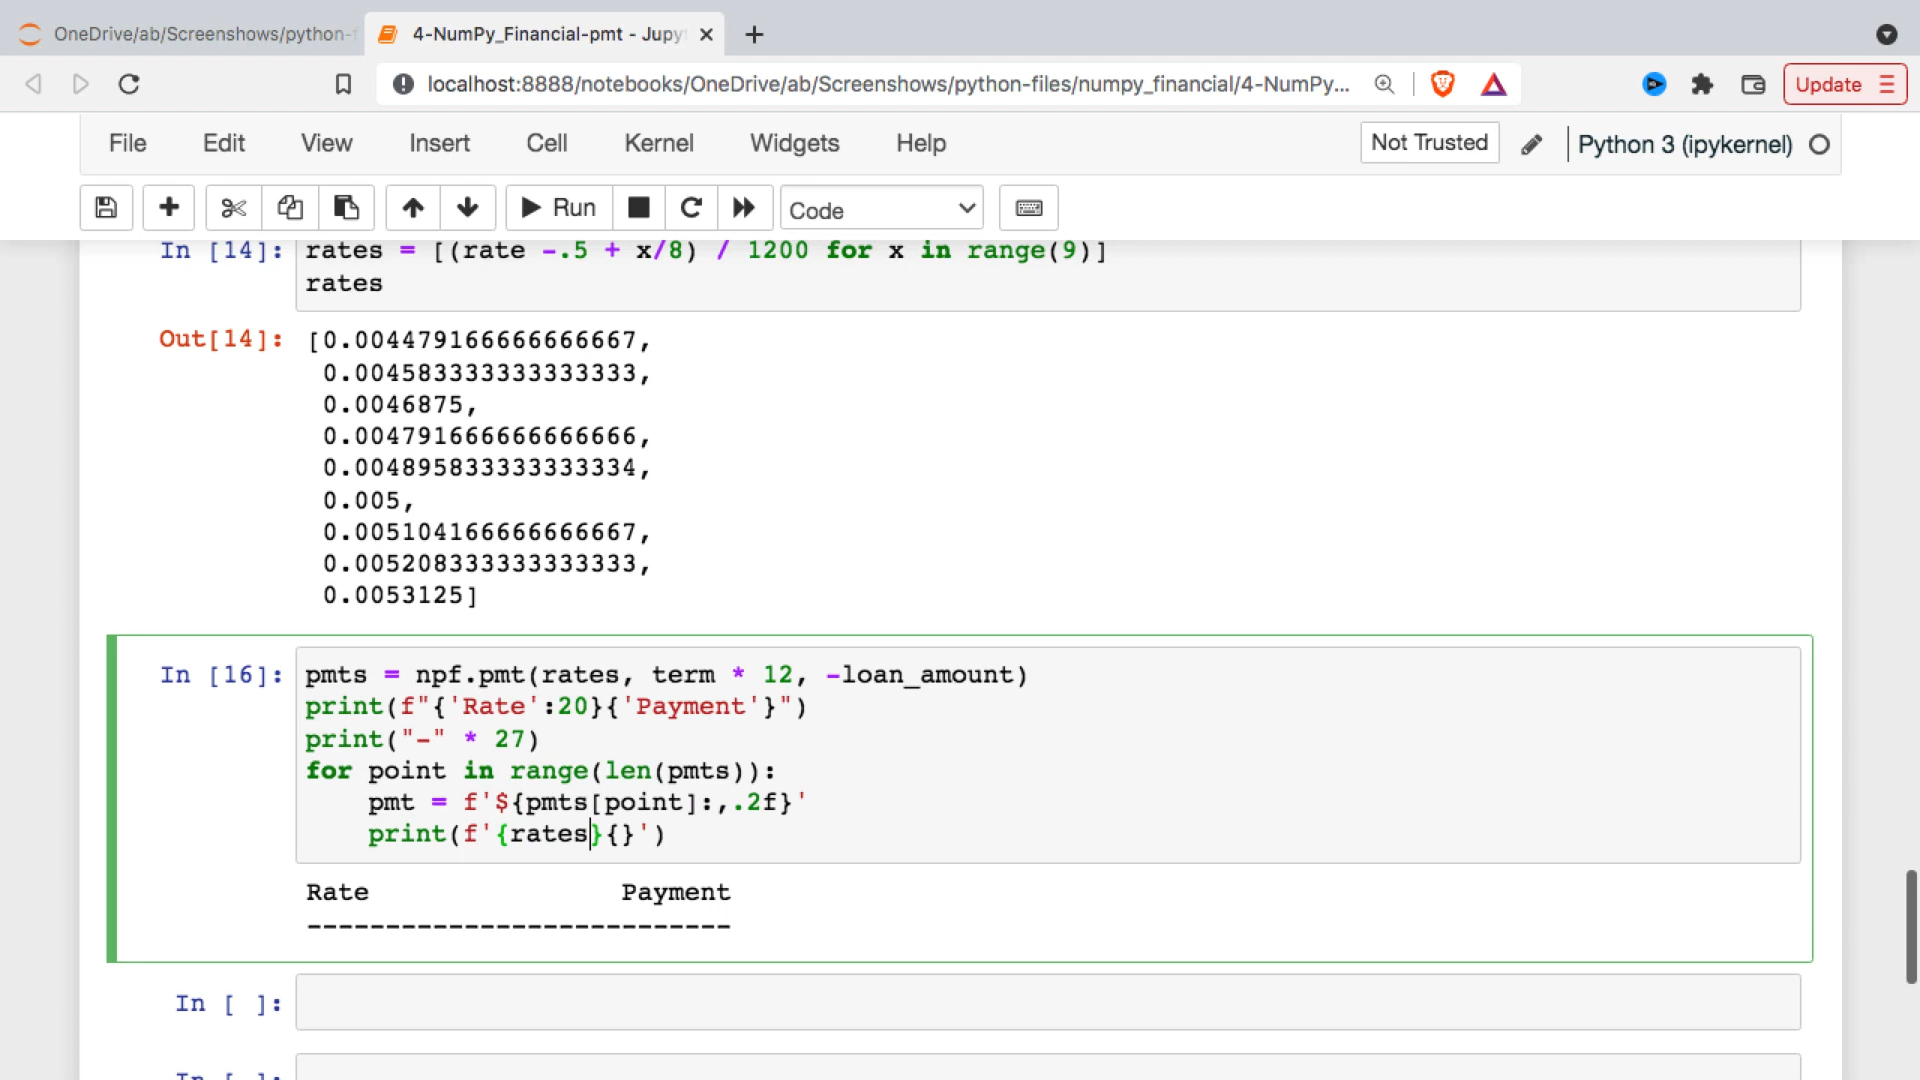 OneDrive/ab/Screenshows/python-f
4-NumPy_Financial-pmt - Jupy
localhost:8888/notebooks/OneDrive/ab/Screenshows/python-files/numpy_financial/4-NumPy...
Update
File Edit View Insert Cell Kernel Widgets Help
Not Trusted
Python 3 (ipykernel)
Run
Code
In [14]: rates = [(rate -.5 + x/8) / 1200 for x in range(9)]
rates
Out[14]: [0.004479166666666667,
0.004583333333333333,
0.0046875,
0.004791666666666666,
0.004895833333333334,
0.005,
0.005104166666666667,
0.005208333333333333,
0.0053125]
In [16]: pmts = npf.pmt(rates, term * 12, -loan_amount)
print(f"{'Rate':20}{'Payment'}")
print("-" * 27)
for point in range(len(pmts)):
pmt = f'${pmts[point]:,.2f}'
print(f'{rates}{}')
Rate Payment
---------------------------
In [ ]:
In [ ]: